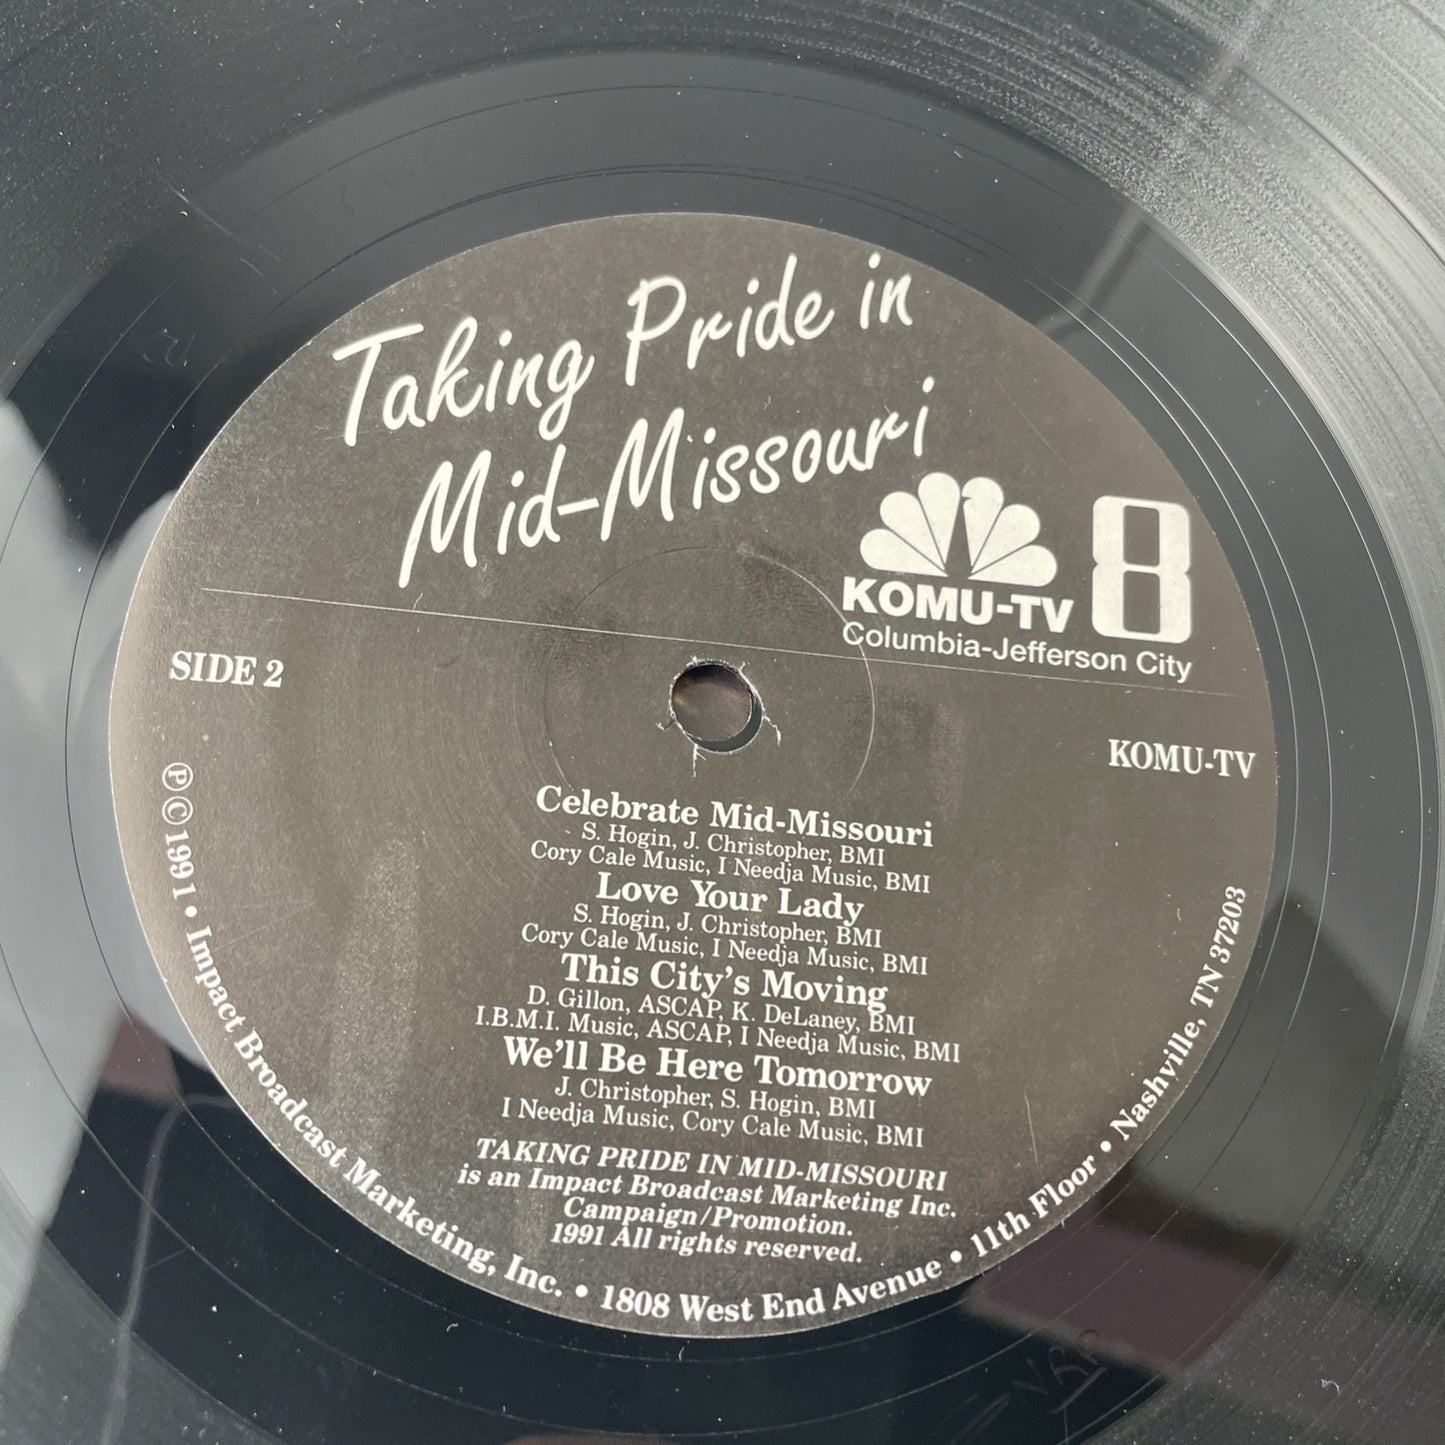 Taking Pride in
Mid-Missouri
KOMU-TV 8
Columbia-Jefferson City
SIDE 2
KOMU-TV
Celebrate Mid-Missouri
S. Hogin, J. Christopher, BMI
Cory Cale Music, I Needja Music, BMI
Love Your Lady
S. Hogin, J. Christopher, BMI
Cory Cale Music, I Needja Music, BMI
This City's Moving
D. Gillon, ASCAP, K. DeLaney, BMI
I.B.M.I. Music, ASCAP, I Needja Music, BMI
We'll Be Here Tomorrow
J. Christopher, S. Hogin, BMI
I Needja Music, Cory Cale Music, BMI
TAKING PRIDE IN MID-MISSOURI
is an Impact Broadcast Marketing Inc.
Campaign/Promotion.
1991 All rights reserved.
Ⓟ©1991 • Impact Broadcast Marketing, Inc. • 1808 West End Avenue • 11th Floor • Nashville, TN 37203